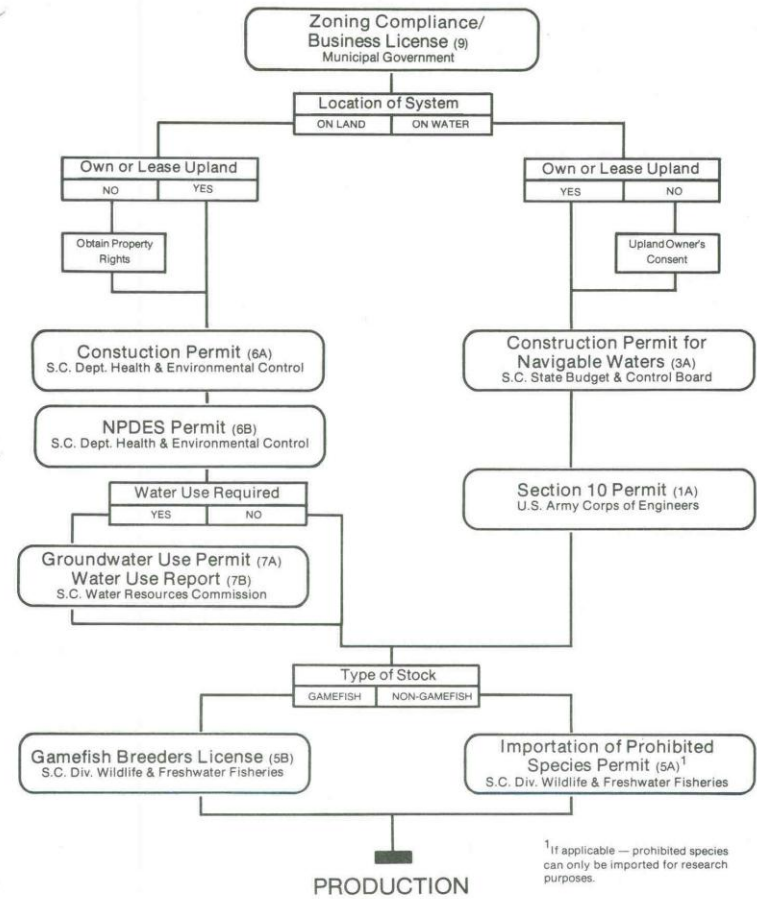 Zoning Compliance/
Business License (9)
Municipal Government
Location of System
ON LAND ON WATER
Own or Lease Upland
NO YES
Own or Lease Upland
YES NO
Obtain Property
Rights
Upland Owner's
Consent
Constuction Permit (6A)
S.C. Dept. Health & Environmental Control
Construction Permit for
Navigable Waters (3A)
S.C. State Budget & Control Board
NPDES Permit (6B)
S.C. Dept. Health & Environmental Control
Water Use Required
YES NO
Section 10 Permit (1A)
U.S. Army Corps of Engineers
Groundwater Use Permit (7A)
Water Use Report (7B)
S.C. Water Resources Commission
Type of Stock
GAMEFISH NON-GAMEFISH
Gamefish Breeders License (5B)
S.C. Div. Wildlife & Freshwater Fisheries
Importation of Prohibited
Species Permit (5A)1
S.C. Div. Wildlife & Freshwater Fisheries
PRODUCTION
1If applicable — prohibited species
can only be imported for research
purposes.